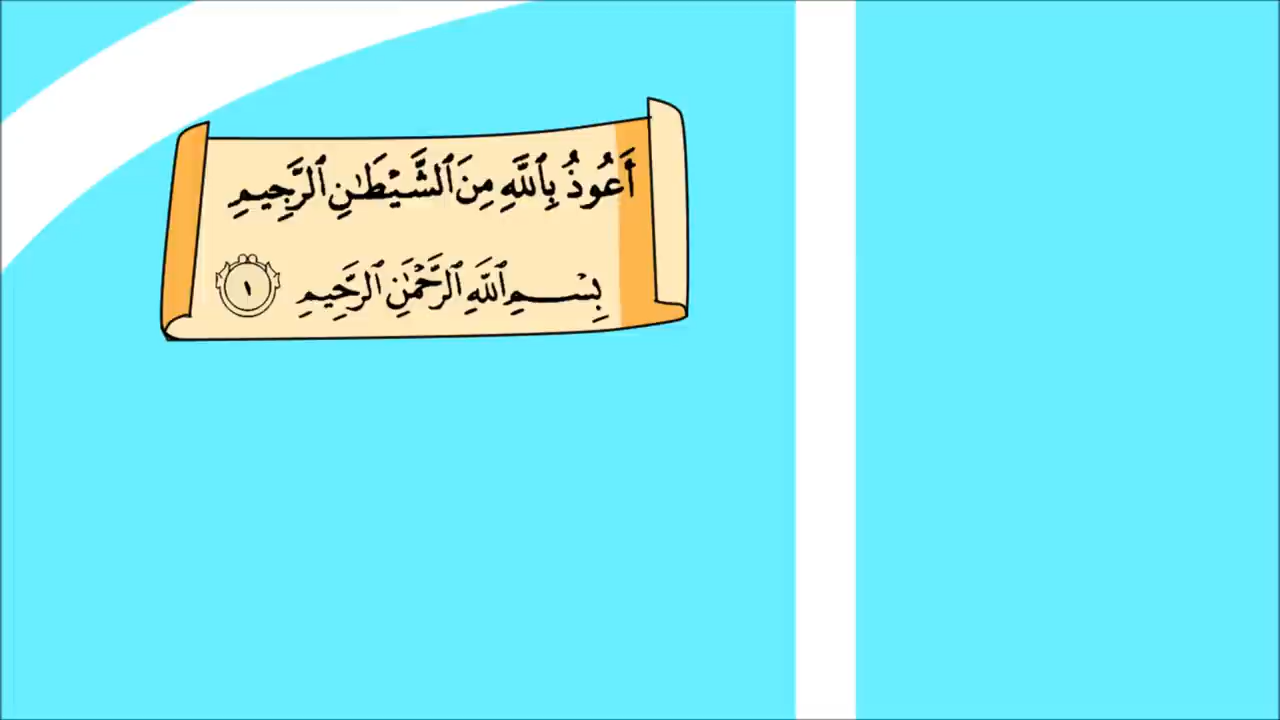 أَعُوذُ بِٱللَّهِ مِنَ ٱلشَّيۡطَٰنِ ٱلرَّجِيمِ
بِسۡمِ ٱللَّهِ ٱلرَّحۡمَٰنِ ٱلرَّحِيمِ ١